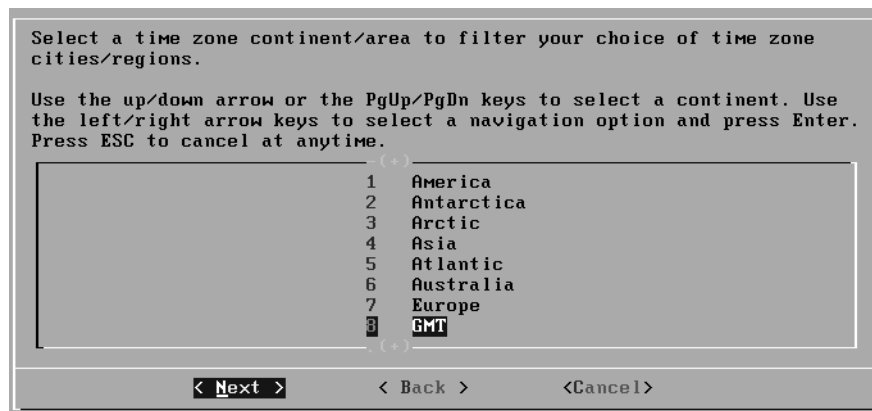 Select a time zone continent/area to filter your choice of time zone
cities/regions.
Use the up/down arrow or the PgUp/PgDn keys to select a continent. Use
the left/right arrow keys to select a navigation option and press Enter.
Press ESC to cancel at anytime.
-(+)
1 America
2 Antarctica
3 Arctic
4 Asia
5 Atlantic
6 Australia
7 Europe
8 GMT
.(+)
< Next > < Back > <Cancel>